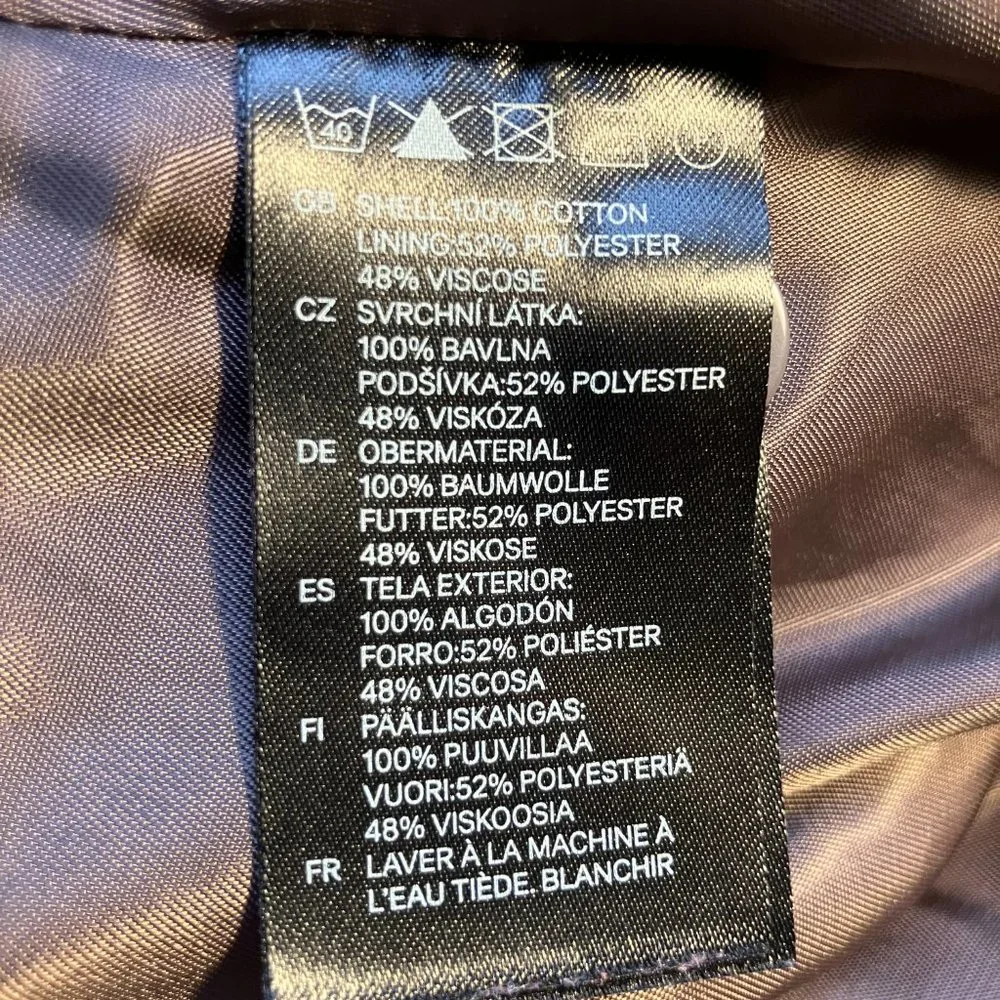 40
GB SHELL:100% COTTON
LINING:52% POLYESTER
48% VISCOSE
CZ SVRCHNÍ LÁTKA:
100% BAVLNA
PODŠÍVKA:52% POLYESTER
48% VISKÓZA
DE OBERMATERIAL:
100% BAUMWOLLE
FUTTER:52% POLYESTER
48% VISKOSE
ES TELA EXTERIOR:
100% ALGODÓN
FORRO:52% POLIÉSTER
48% VISCOSA
FI PÄÄLLISKANGAS:
100% PUUVILLAA
VUORI:52% POLYESTERIÄ
48% VISKOOSIA
FR LAVER À LA MACHINE À
L'EAU TIÈDE. BLANCHIR